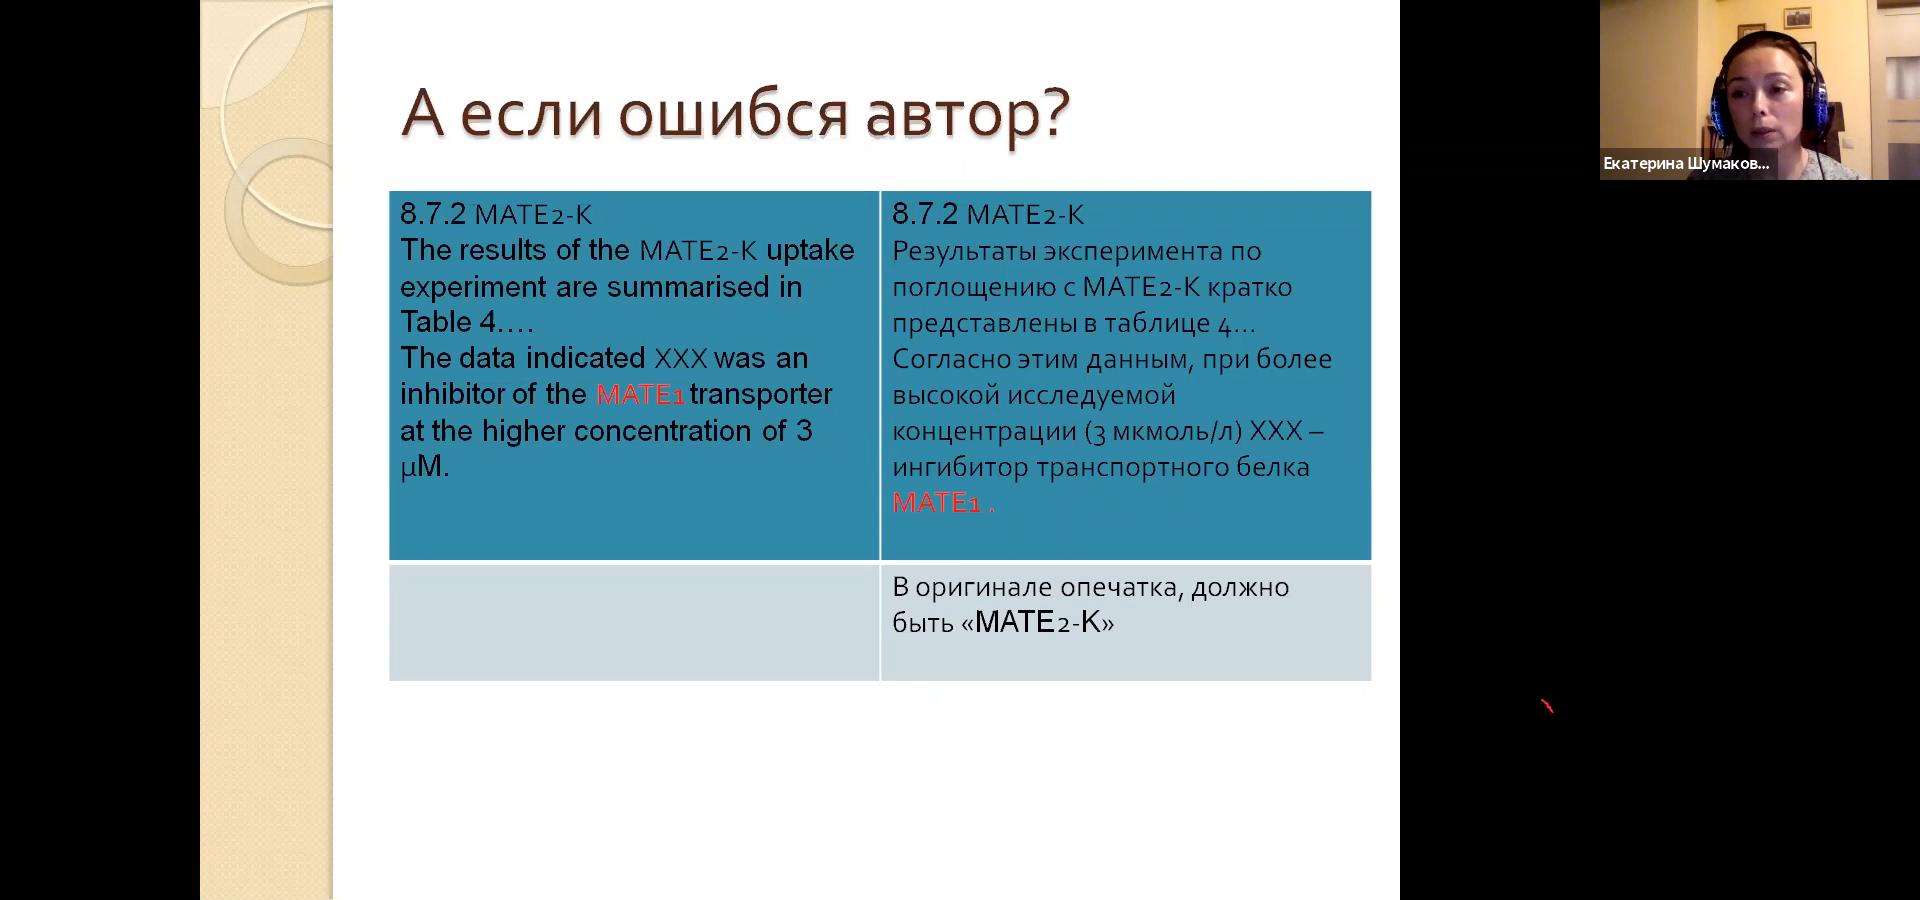 А если ошибся автор?
8.7.2 MATE2-K
The results of the MATE2-K uptake
experiment are summarised in
Table 4….
The data indicated XXX was an
inhibitor of the MATE1 transporter
at the higher concentration of 3
µM.
8.7.2 MATE2-K
Результаты эксперимента по
поглощению с MATE2-K кратко
представлены в таблице 4…
Согласно этим данным, при более
высокой исследуемой
концентрации (3 мкмоль/л) XXX –
ингибитор транспортного белка
MATE1 .
В оригинале опечатка, должно
быть «MATE2-K»
Екатерина Шумаков...